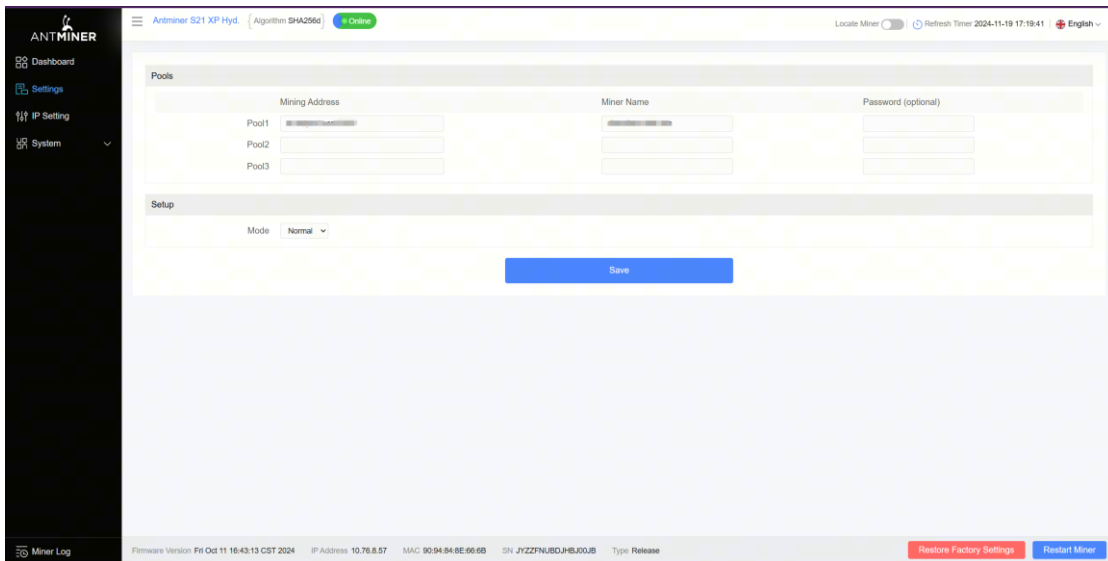 ANTMINER
Antminer S21 XP Hyd. {Algorithm SHA256d} Online
Locate Miner Refresh Timer 2024-11-19 17:19:41 English
Dashboard
Settings
IP Setting
System
Pools
Mining Address Miner Name Password (optional)
Pool1
Pool2
Pool3
Setup
Mode Normal
Save
Miner Log
Firmware Version Fri Oct 11 16:43:13 CST 2024 IP Address 10.76.8.57 MAC 90:94:84:8E:66:6B SN JYZZFNUBDJHBJ00JB Type Release
Restore Factory Settings Restart Miner